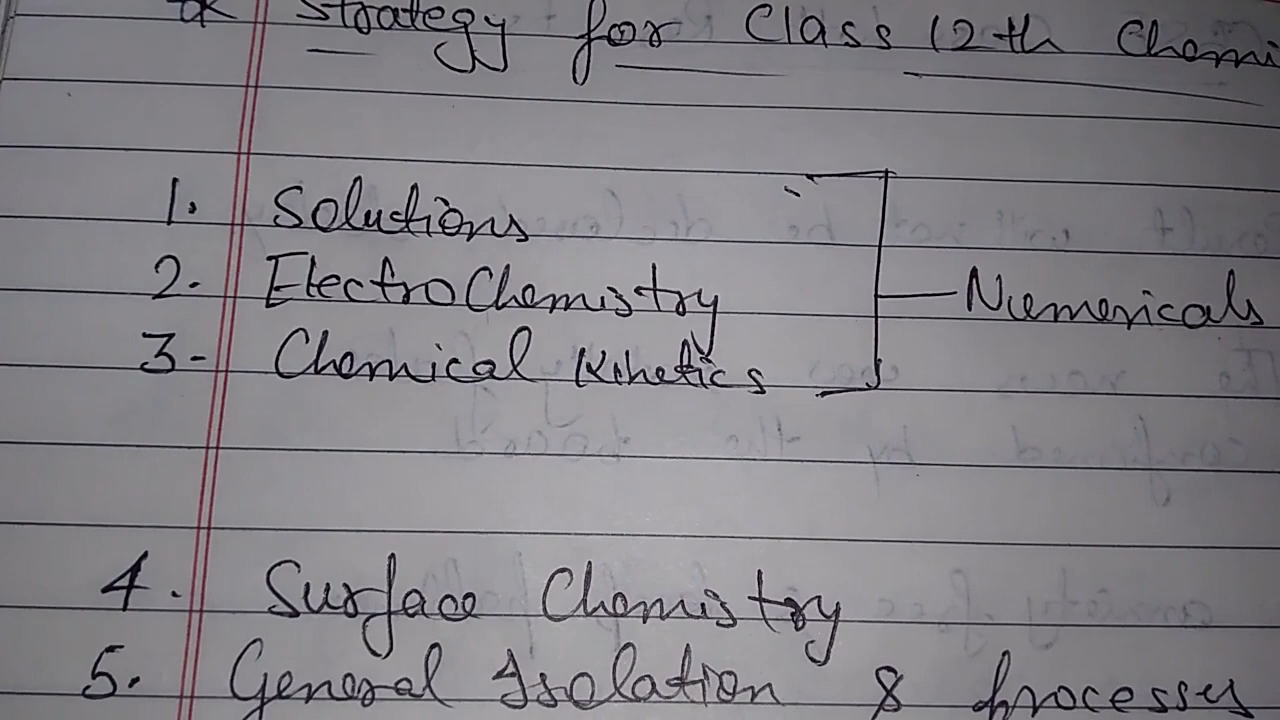 * Strategy for Class 12th Chemi
1. Solutions
2. ElectroChemistry
3- Chemical Kinetics
Numericals
4. Surface Chemistry
5. General Isolation & processes